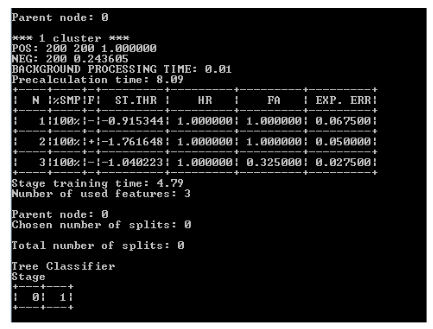 Parent node: 0
*** 1 cluster ***
POS: 200 200 1.000000
NEG: 200 0.243605
BACKGROUND PROCESSING TIME: 0.01
Precalculation time: 8.09
+----+----+-+---------+---------+---------+---------+
| N |%SMP|F| ST.THR | HR | FA | EXP. ERR|
+----+----+-+---------+---------+---------+---------+
| 1|100%|-|-0.915344| 1.000000| 1.000000| 0.067500|
+----+----+-+---------+---------+---------+---------+
| 2|100%|+|-1.761648| 1.000000| 1.000000| 0.050000|
+----+----+-+---------+---------+---------+---------+
| 3|100%|-|-1.040223| 1.000000| 0.325000| 0.027500|
+----+----+-+---------+---------+---------+---------+
Stage training time: 4.79
Number of used features: 3
Parent node: 0
Chosen number of splits: 0
Total number of splits: 0
Tree Classifier
Stage
+---+---+
| 0| 1|
+---+---+